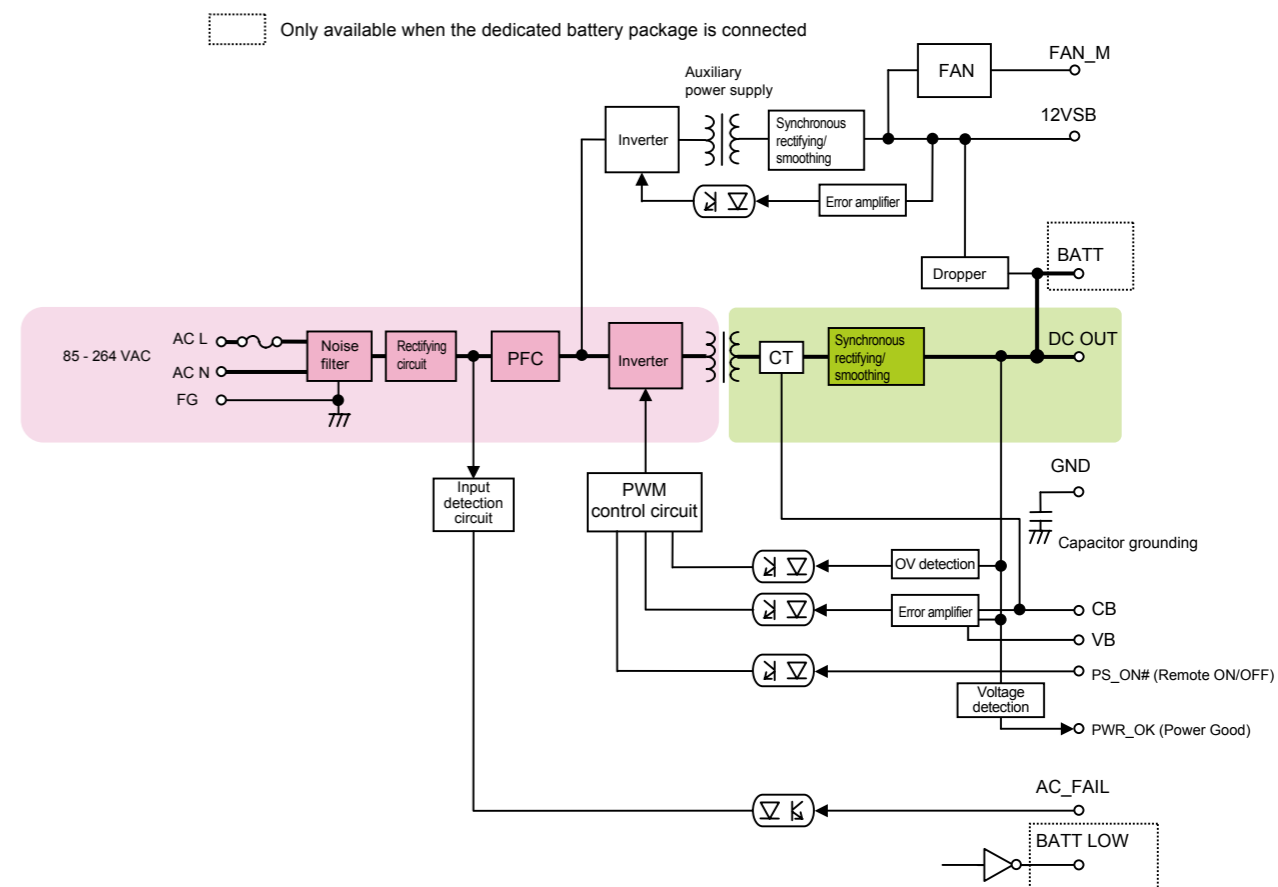 Only available when the dedicated battery package is connected
FAN_M
FAN
Auxiliary
power supply
12VSB
Inverter
Synchronous
rectifying/
smoothing
Error amplifier
BATT
Dropper
85 - 264 VAC
AC L
AC N
FG
Noise
filter
Rectifying
circuit
PFC
Inverter
CT
Synchronous
rectifying/
smoothing
DC OUT
GND
Input
detection
circuit
PWM
control circuit
Capacitor grounding
OV detection
Error amplifier
CB
VB
PS_ON# (Remote ON/OFF)
Voltage
detection
PWR_OK (Power Good)
AC_FAIL
BATT LOW